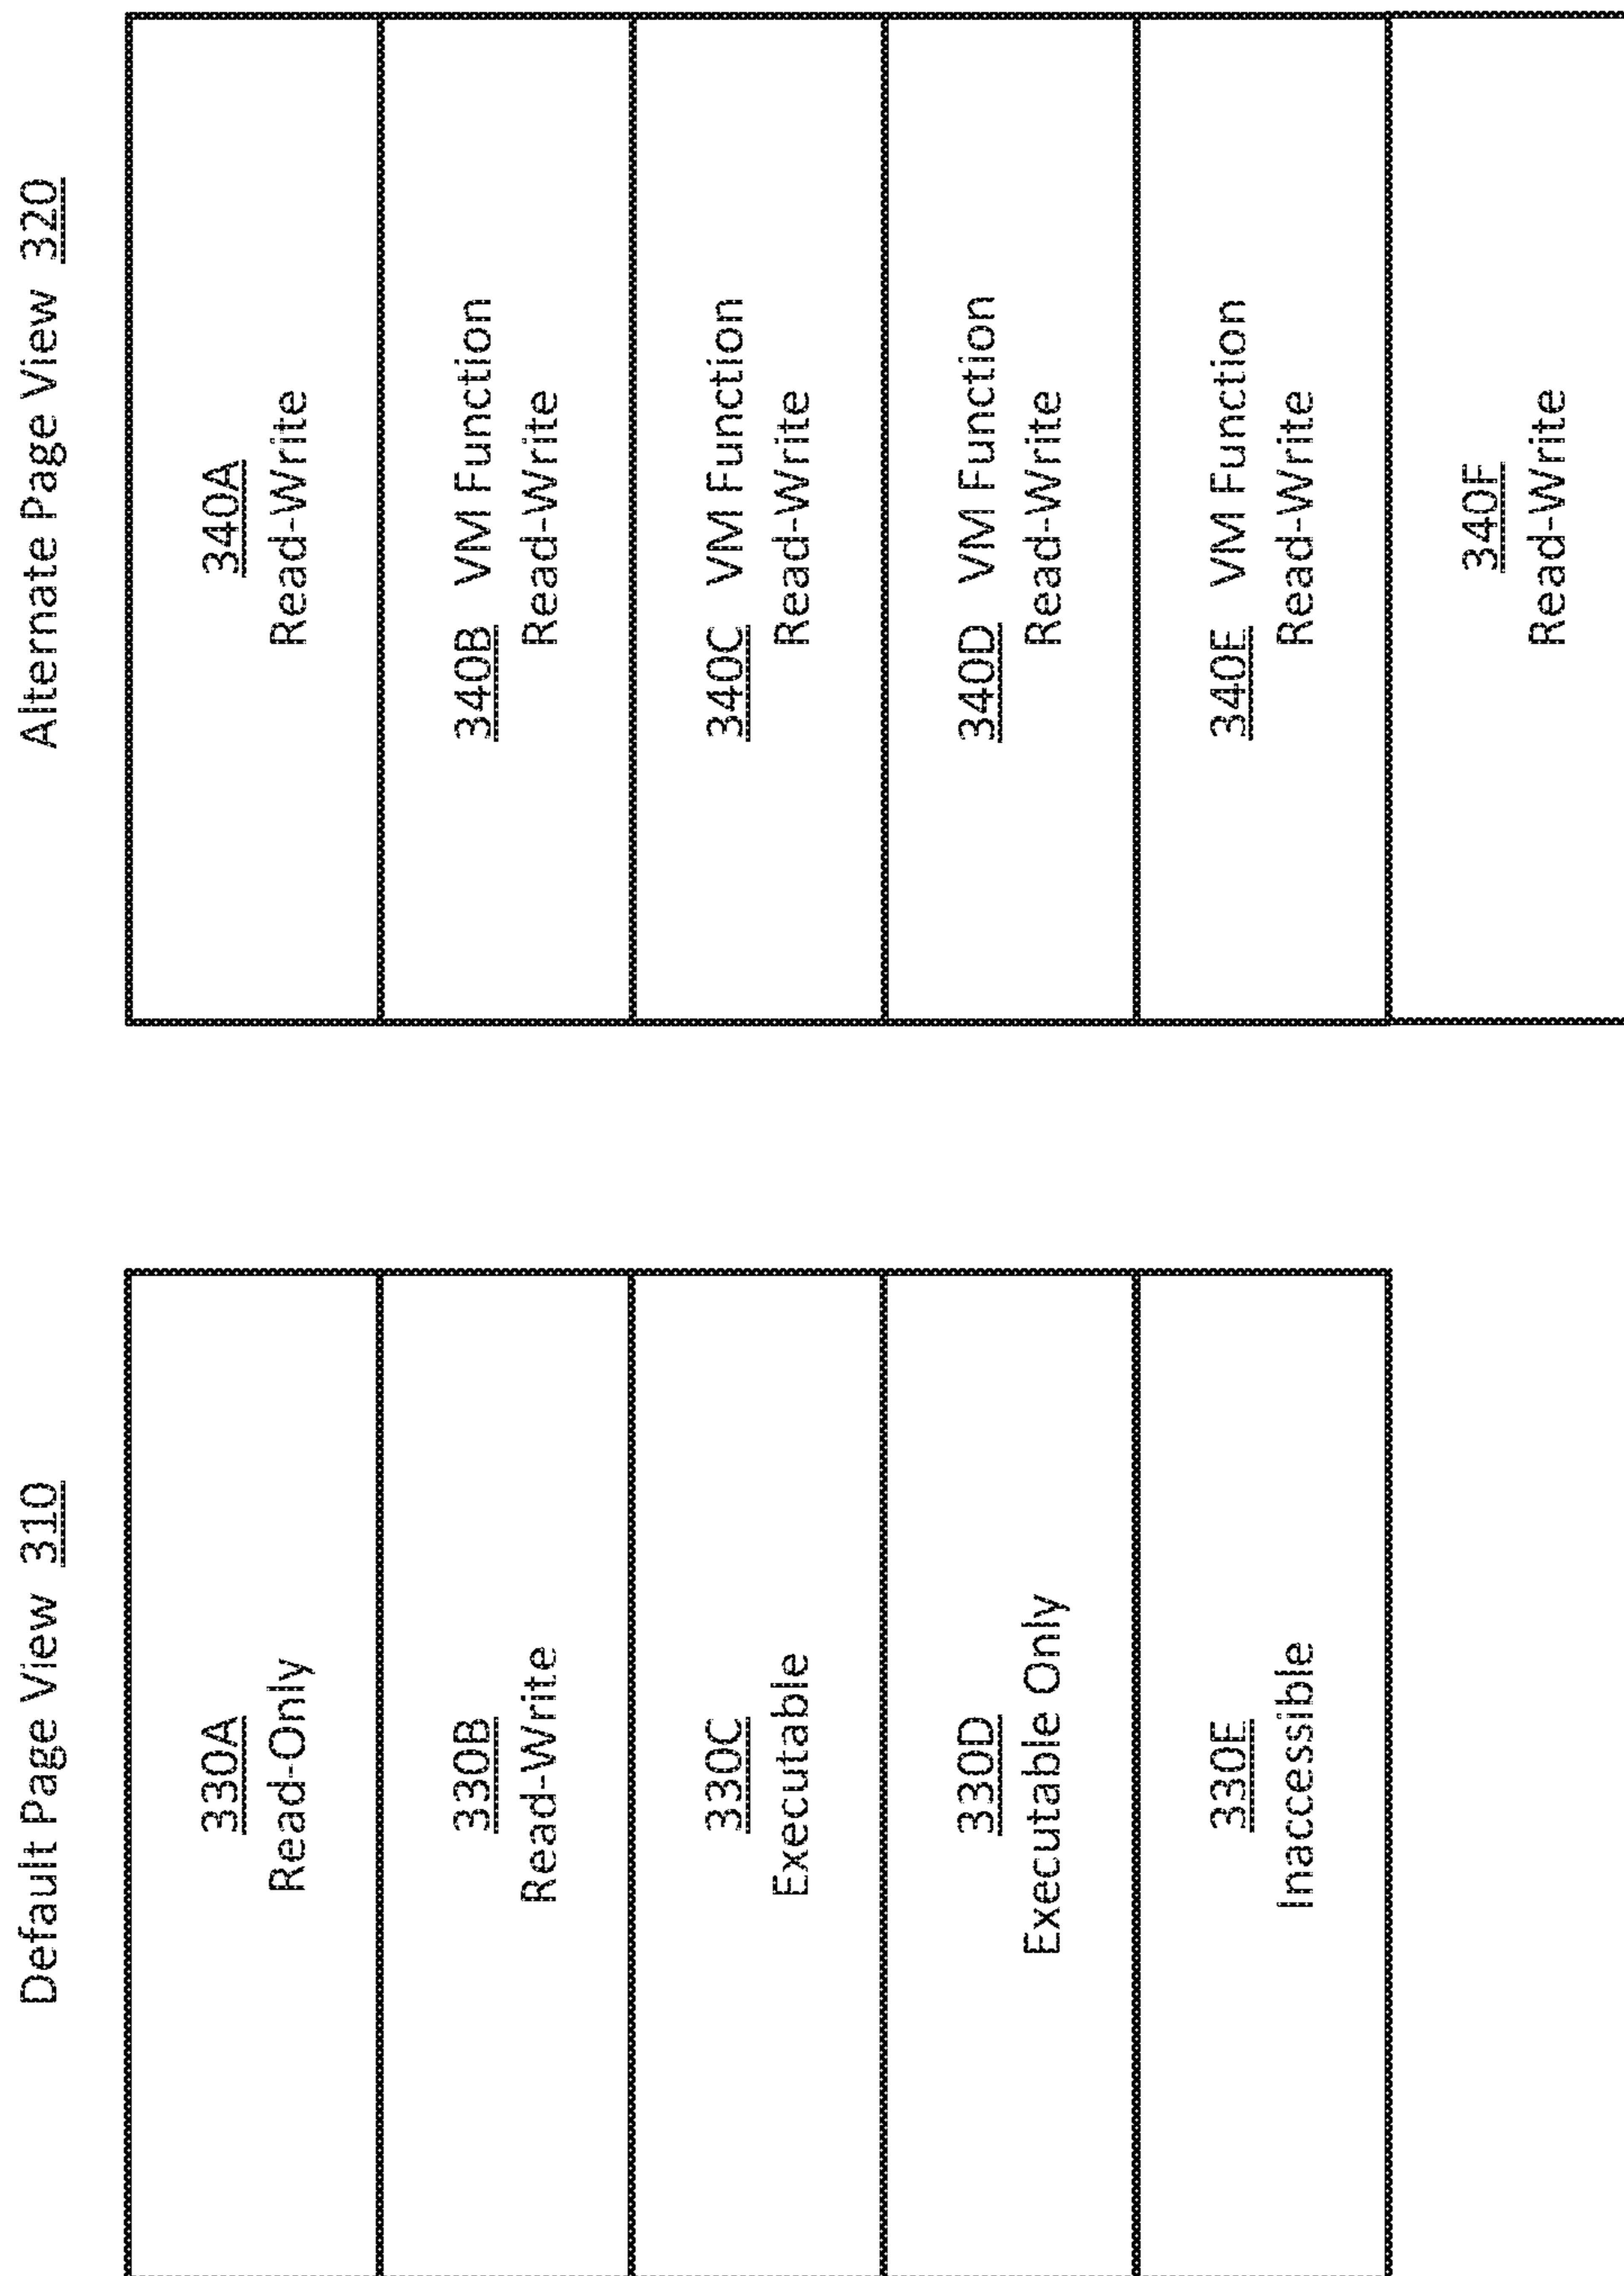 Default Page View 310
330A
Read-Only
330B
Read-Write
330C
Executable
330D
Executable Only
330E
Inaccessible
Alternate Page View 320
340A
Read-Write
340B VM Function
Read-Write
340C VM Function
Read-Write
340D VM Function
Read-Write
340E VM Function
Read-Write
340F
Read-Write